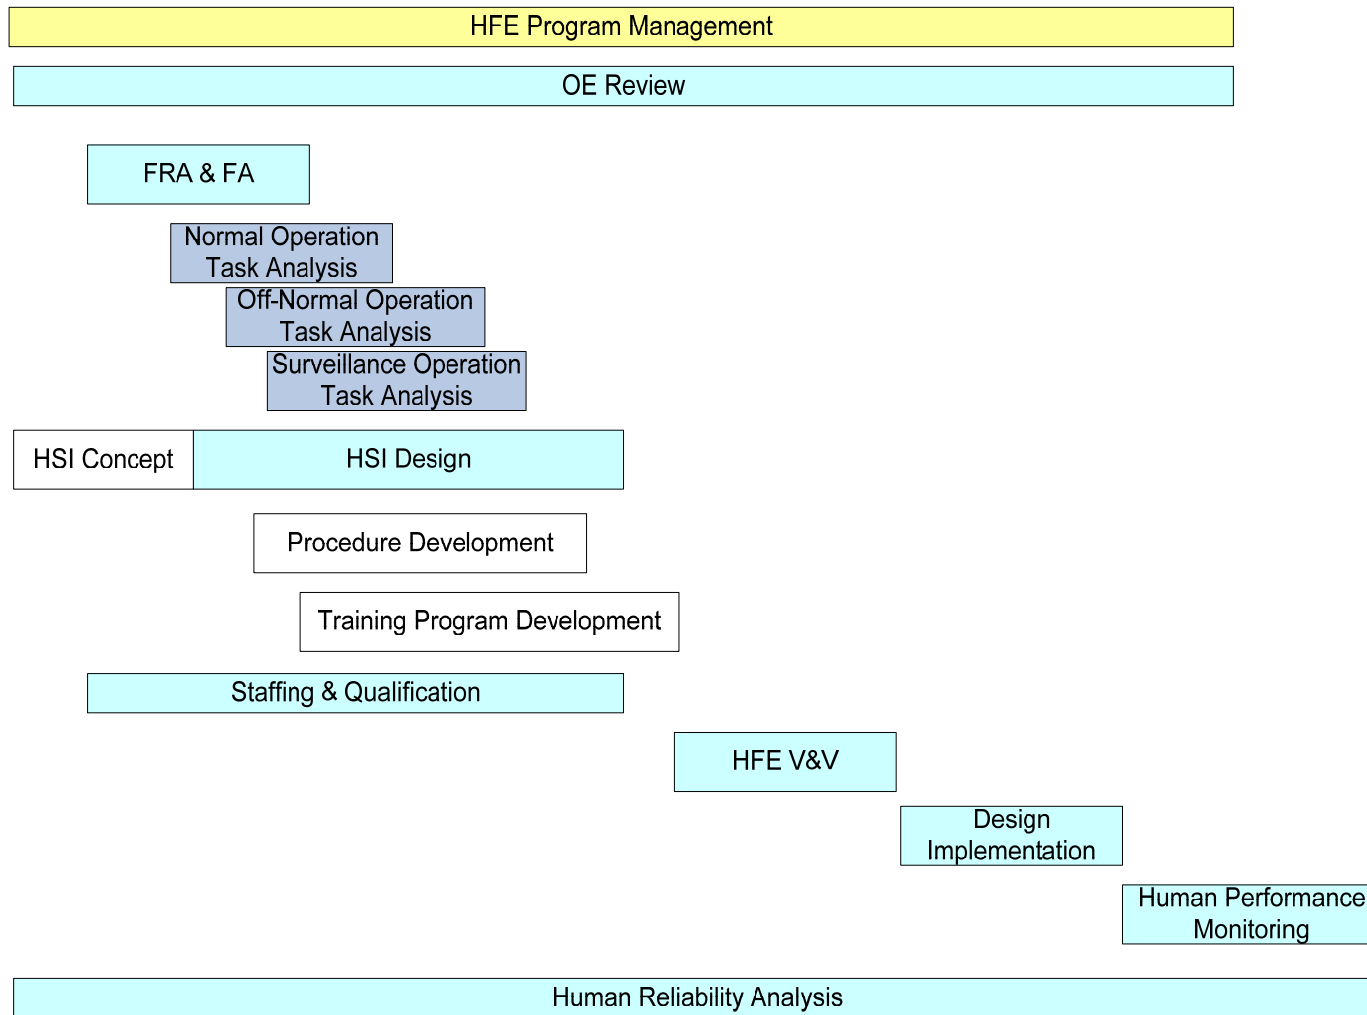 HFE Program Management
OE Review
FRA & FA
Normal Operation
Task Analysis
Off-Normal Operation
Task Analysis
Surveillance Operation
Task Analysis
HSI Concept
HSI Design
Procedure Development
Training Program Development
Staffing & Qualification
HFE V&V
Design
Implementation
Human Performance
Monitoring
Human Reliability Analysis